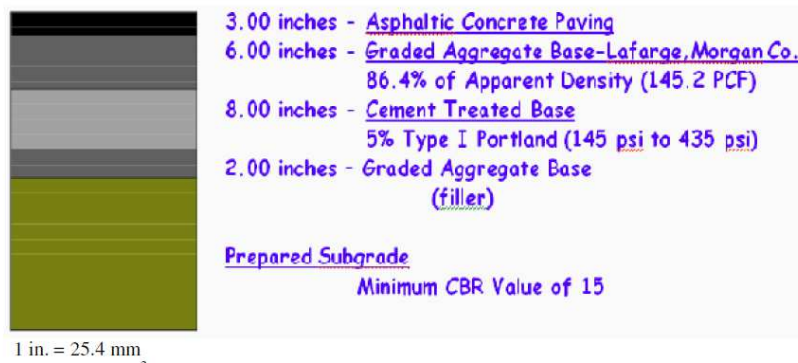 3.00 inches - Asphaltic Concrete Paving
6.00 inches - Graded Aggregate Base-Lafarge,Morgan Co.
86.4% of Apparent Density (145.2 PCF)
8.00 inches - Cement Treated Base
5% Type I Portland (145 psi to 435 psi)
2.00 inches - Graded Aggregate Base
(filler)
Prepared Subgrade
Minimum CBR Value of 15
1 in. = 25.4 mm